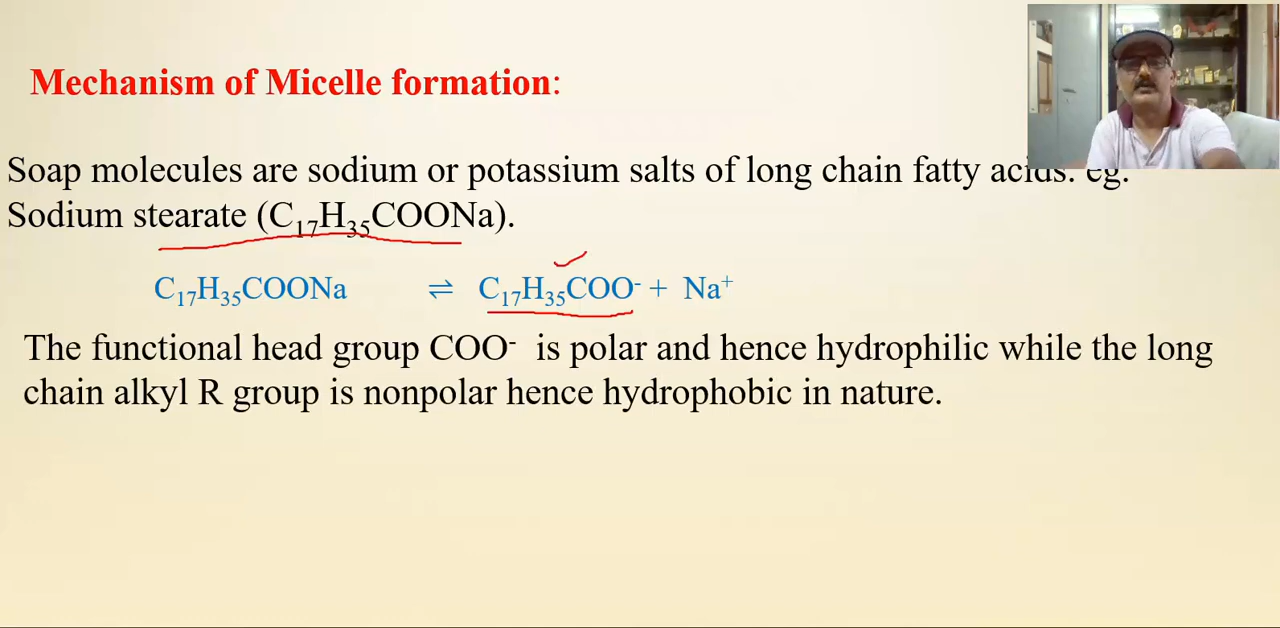 Mechanism of Micelle formation:
Soap molecules are sodium or potassium salts of long chain fatty acids. eg.
Sodium stearate (C₁₇H₃₅COONa).
C₁₇H₃₅COONa ⇌ C₁₇H₃₅COO⁻ + Na⁺
The functional head group COO⁻ is polar and hence hydrophilic while the long
chain alkyl R group is nonpolar hence hydrophobic in nature.